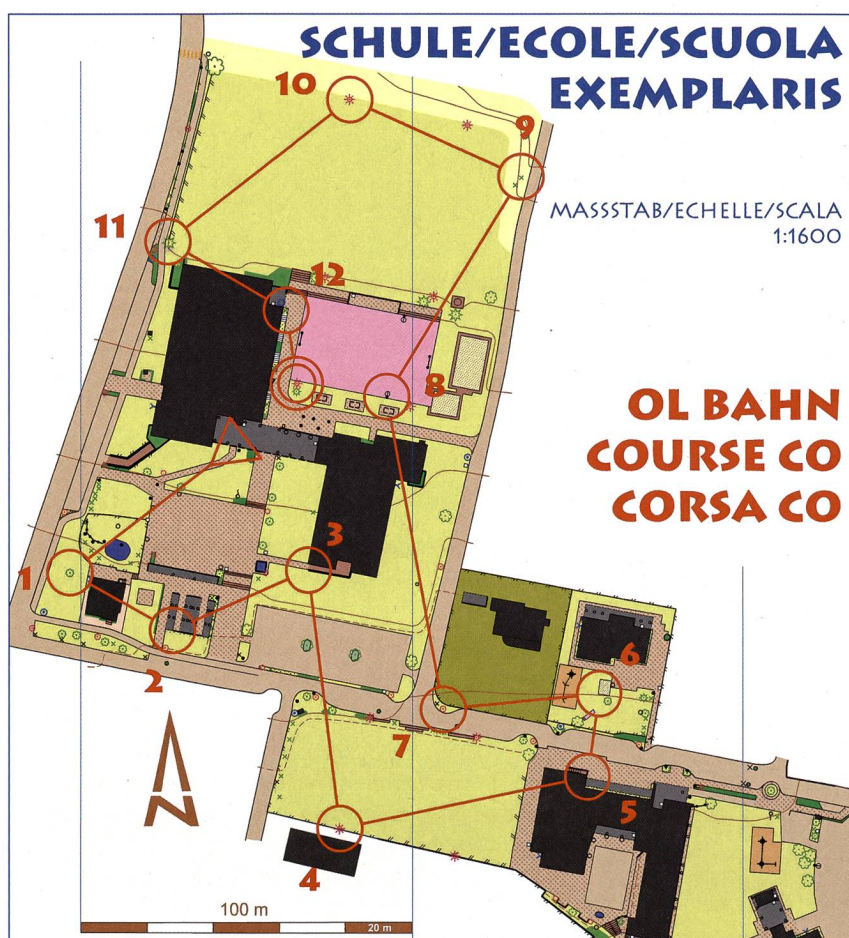 SCHULE/ECOLE/SCUOLA
EXEMPLARIS
10
9
MASSSTAB/ECHELLE/SCALA
1:1600
11
12
8
OL BAHN
COURSE CO
CORSA CO
3
1
6
2
7
5
N
4
100 m
20 m